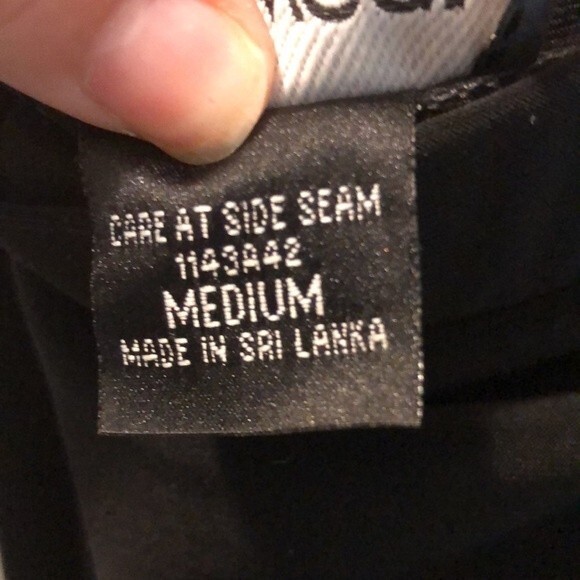 CARE AT SIDE SEAM
1143A42
MEDIUM
MADE IN SRI LANKA